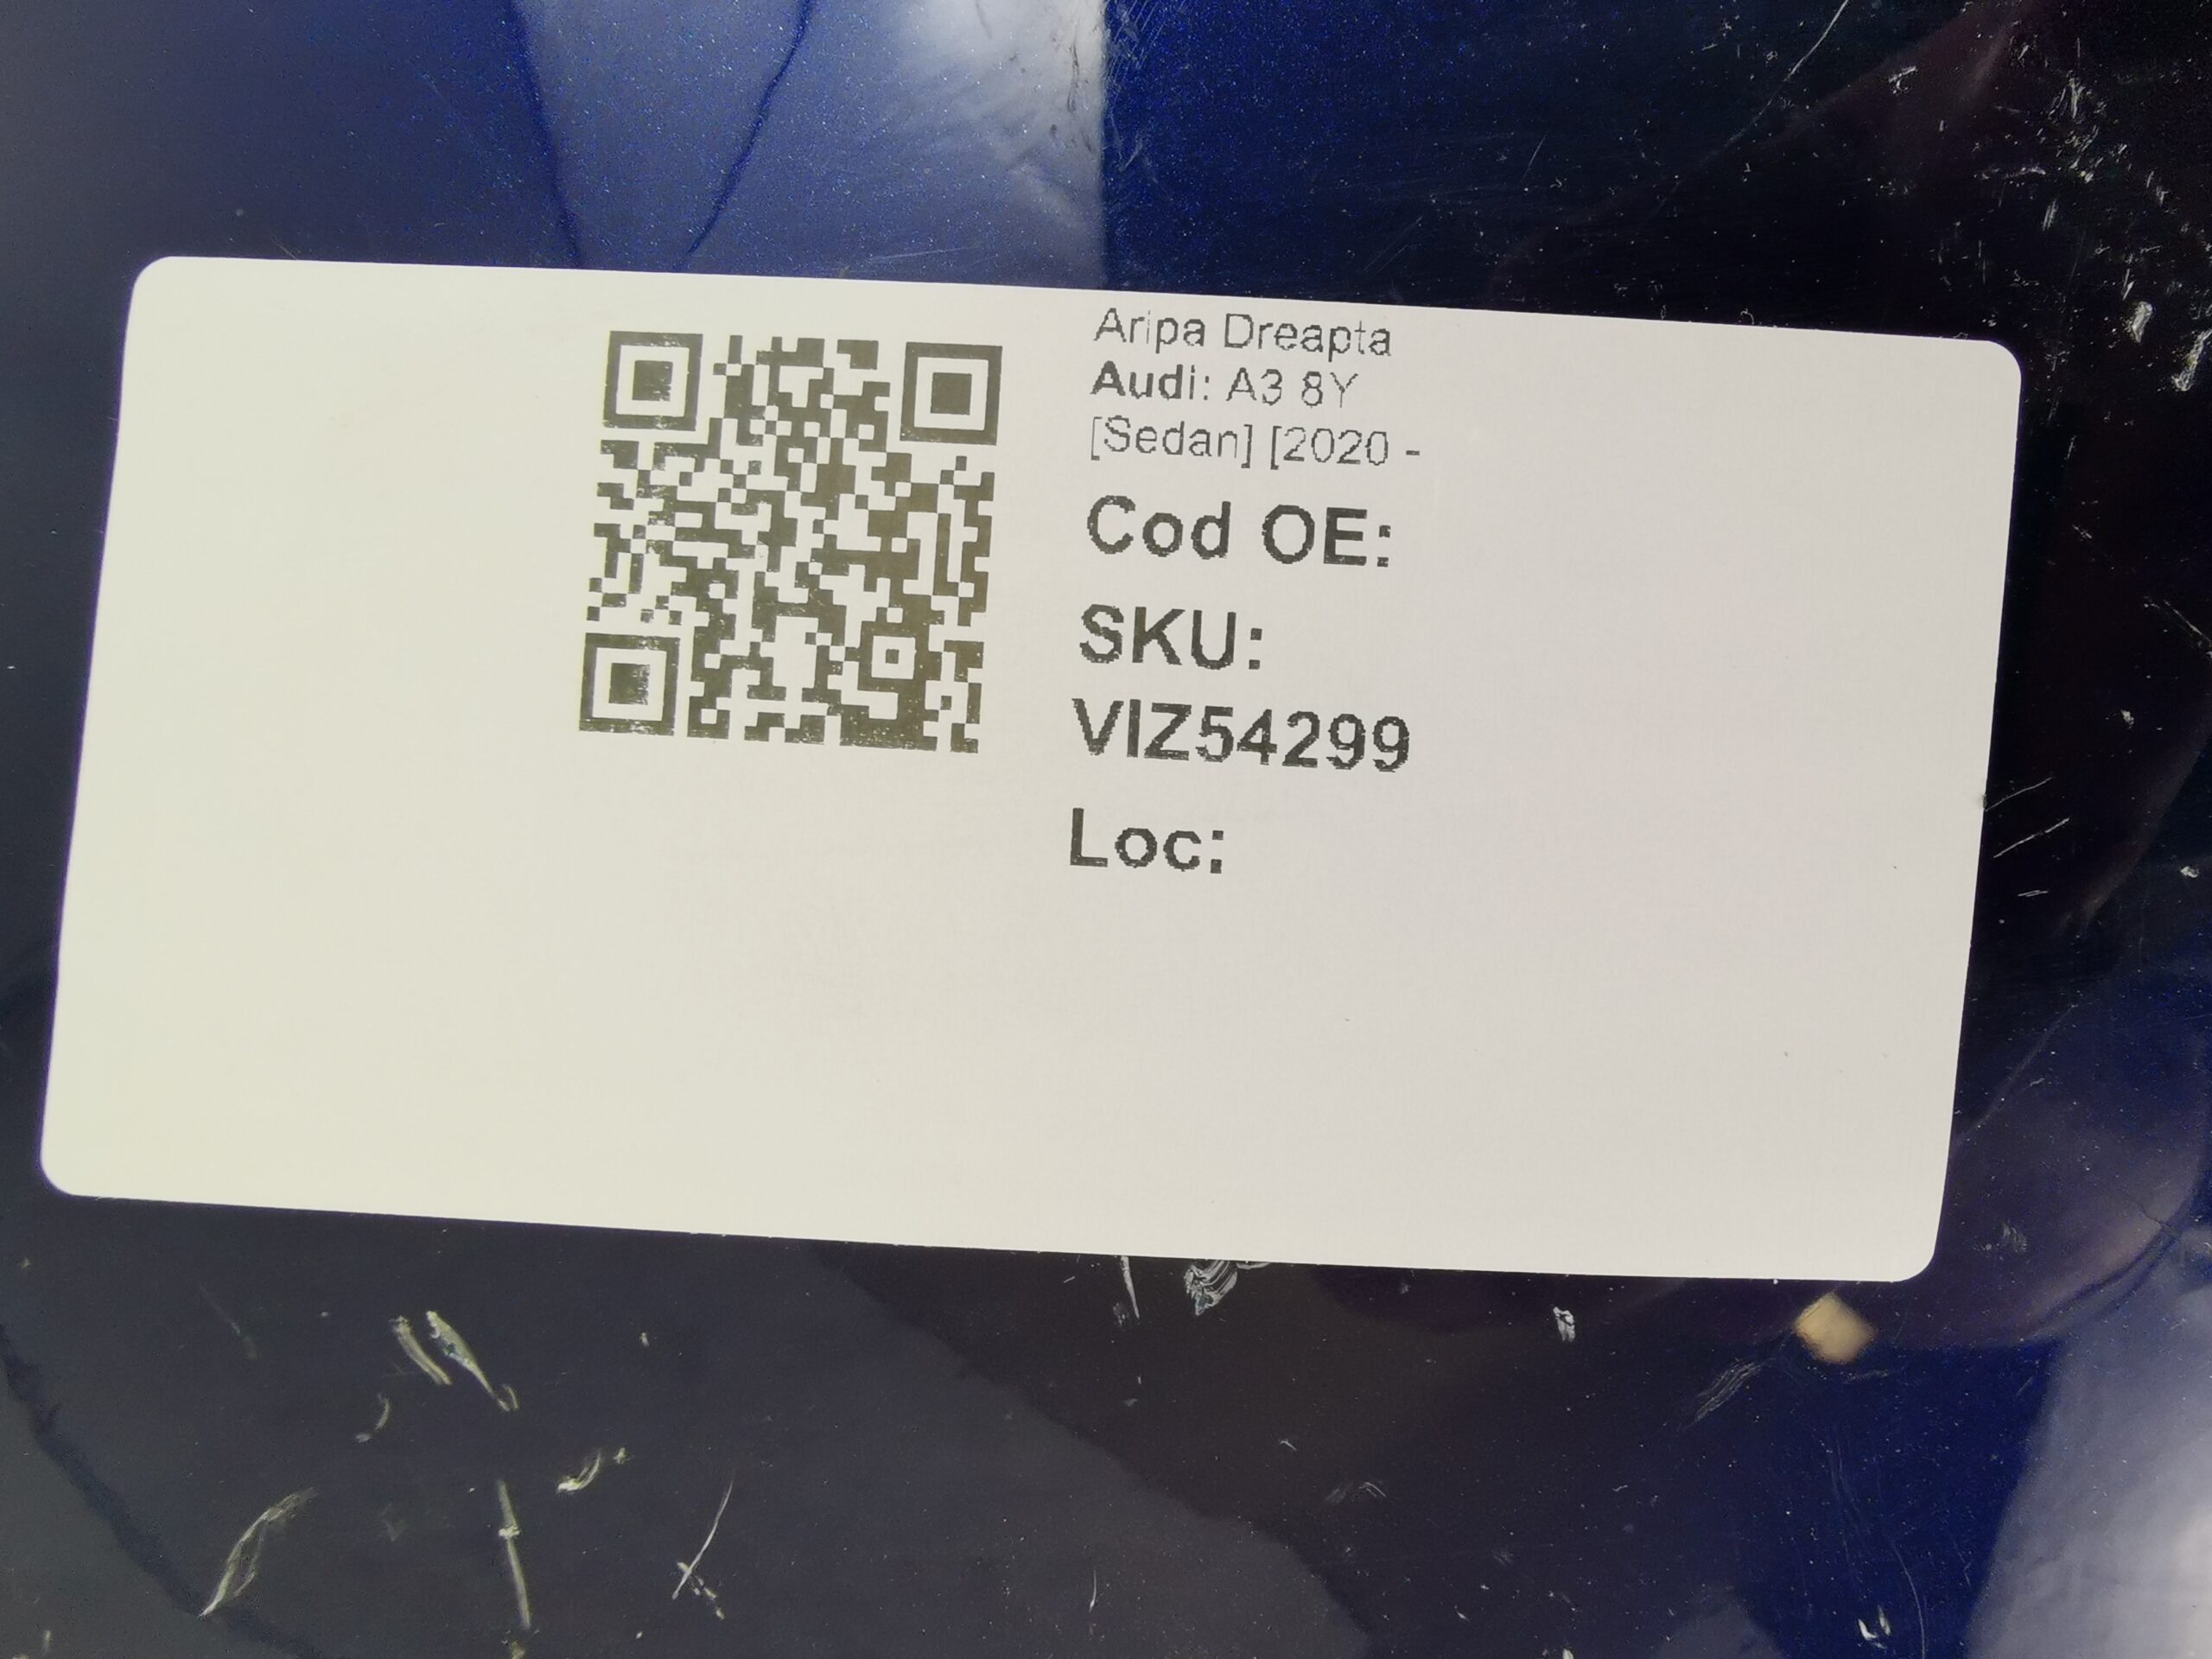 Aripa Dreapta
Audi: A3 8Y
[Sedan] [2020 -
Cod OE:
SKU:
VIZ54299
Loc: